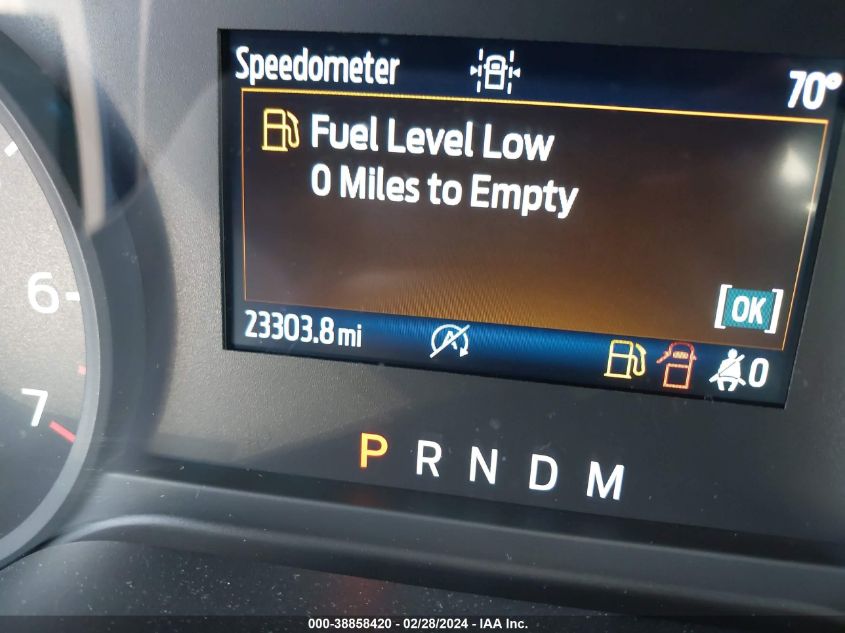 Speedometer 70°
Fuel Level Low
0 Miles to Empty
[OK]
23303.8 mi A 0
6
7
P R N D M
000-38858420 - 02/28/2024 - IAA Inc.